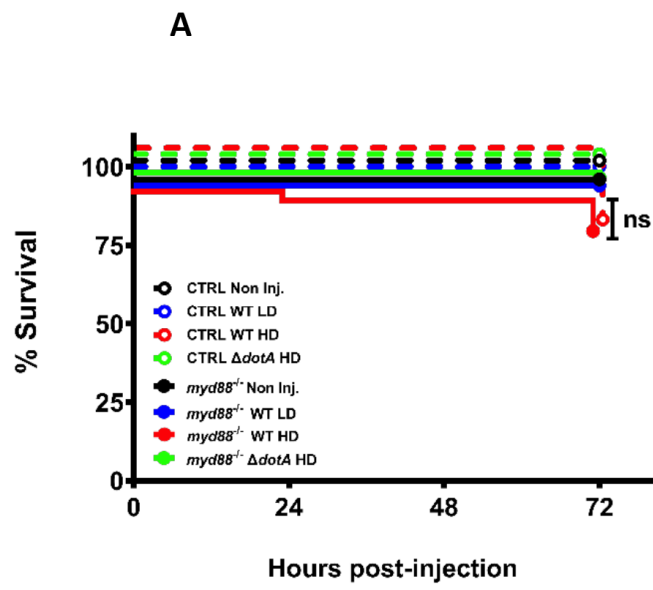 A
% Survival
100
75
50
25
0
ns
CTRL Non Inj.
CTRL WT LD
CTRL WT HD
CTRL ΔdotA HD
myd88-/- Non Inj.
myd88-/- WT LD
myd88-/- WT HD
myd88-/- ΔdotA HD
0 24 48 72
Hours post-injection